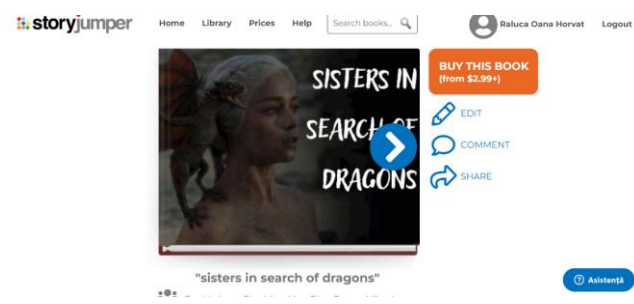 storyjumper
Home Library Prices Help Search books... Raluca Oana Horvat Logout
SISTERS IN
SEARCH OF
DRAGONS
BUY THIS BOOK
(from $2.99+)
EDIT
COMMENT
SHARE
"sisters in search of dragons"
Asistență